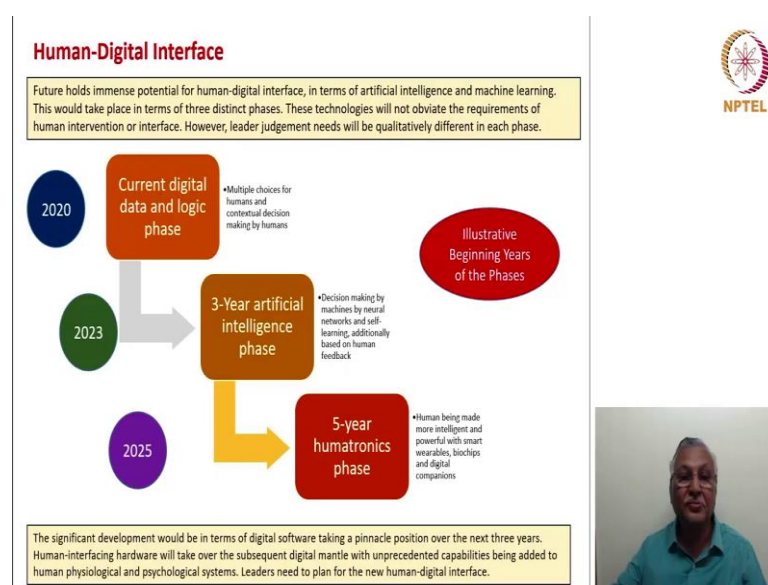 Human-Digital Interface
Future holds immense potential for human-digital interface, in terms of artificial intelligence and machine learning.
This would take place in terms of three distinct phases. These technologies will not obviate the requirements of
human intervention or interface. However, leader judgement needs will be qualitatively different in each phase.
NPTEL
2020
Current digital
data and logic
phase
•Multiple choices for
humans and
contextual decision
making by humans
Illustrative
Beginning Years
of the Phases
2023
3-Year artificial
intelligence
phase
•Decision making by
machines by neural
networks and self-
learning, additionally
based on human
feedback
2025
5-year
humatronics
phase
•Human being made
more intelligent and
powerful with smart
wearables, biochips
and digital
companions
The significant development would be in terms of digital software taking a pinnacle position over the next three years.
Human-interfacing hardware will take over the subsequent digital mantle with unprecedented capabilities being added to
human physiological and psychological systems. Leaders need to plan for the new human-digital interface.